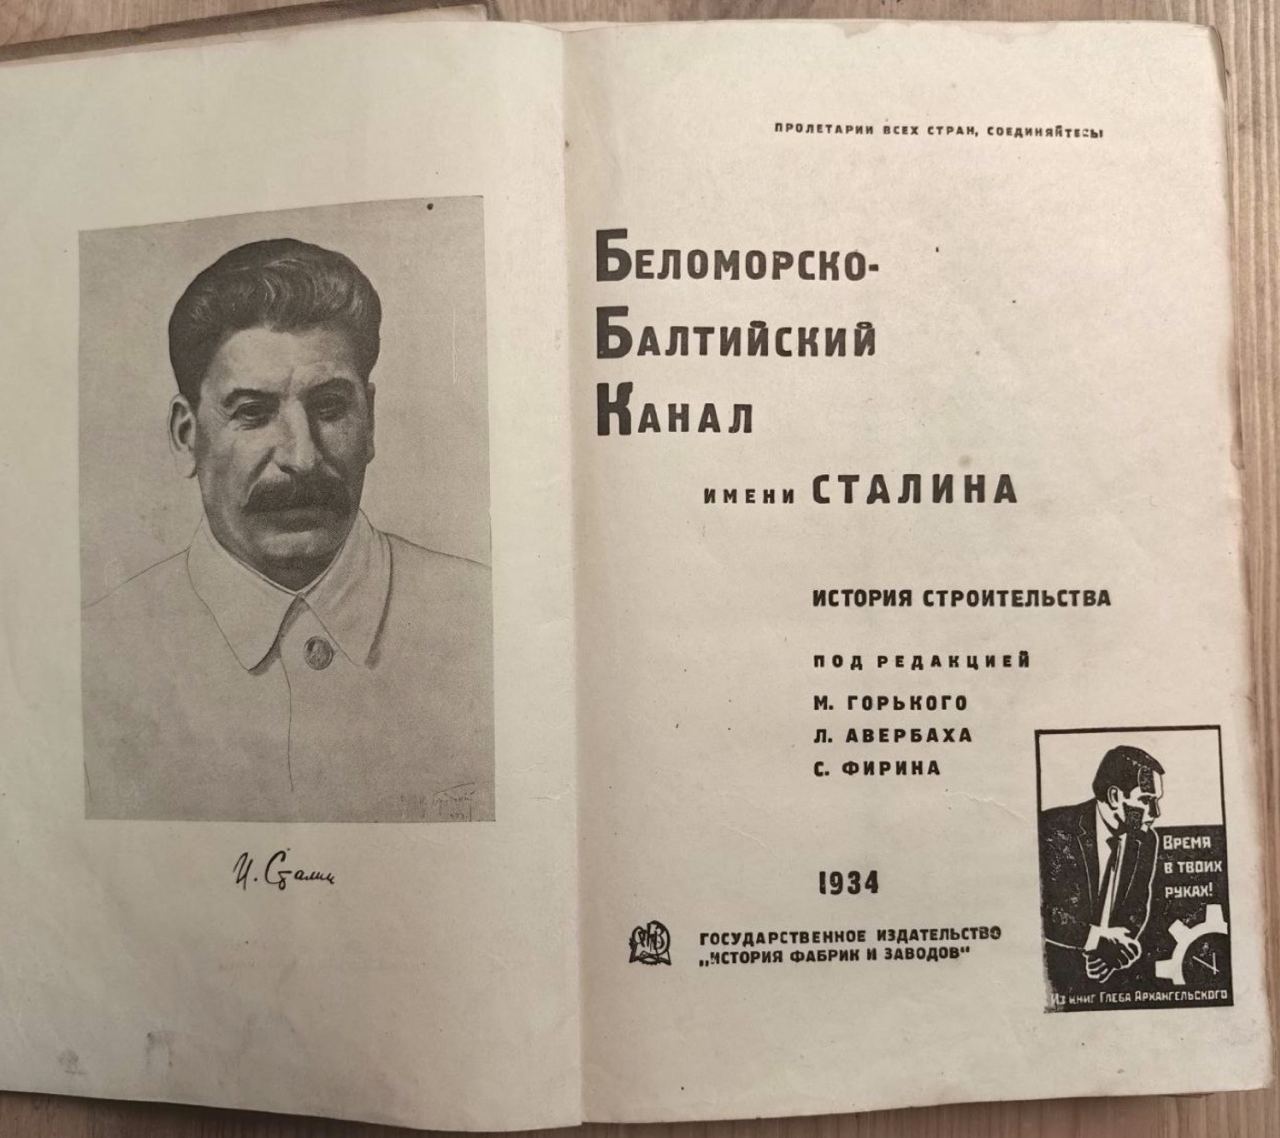 И. Сталин
ПРОЛЕТАРИИ ВСЕХ СТРАН, СОЕДИНЯЙТЕСЬ!
БЕЛОМОРСКО-
БАЛТИЙСКИЙ
КАНАЛ
ИМЕНИ СТАЛИНА
ИСТОРИЯ СТРОИТЕЛЬСТВА
ПОД РЕДАКЦИЕЙ
М. ГОРЬКОГО
Л. АВЕРБАХА
С. ФИРИНА
1934
ГОСУДАРСТВЕННОЕ ИЗДАТЕЛЬСТВО
„ИСТОРИЯ ФАБРИК И ЗАВОДОВ“
ВРЕМЯ
В ТВОИХ
РУКАХ!
ИЗ КНИГ ГЛЕБА АРХАНГЕЛЬСКОГО